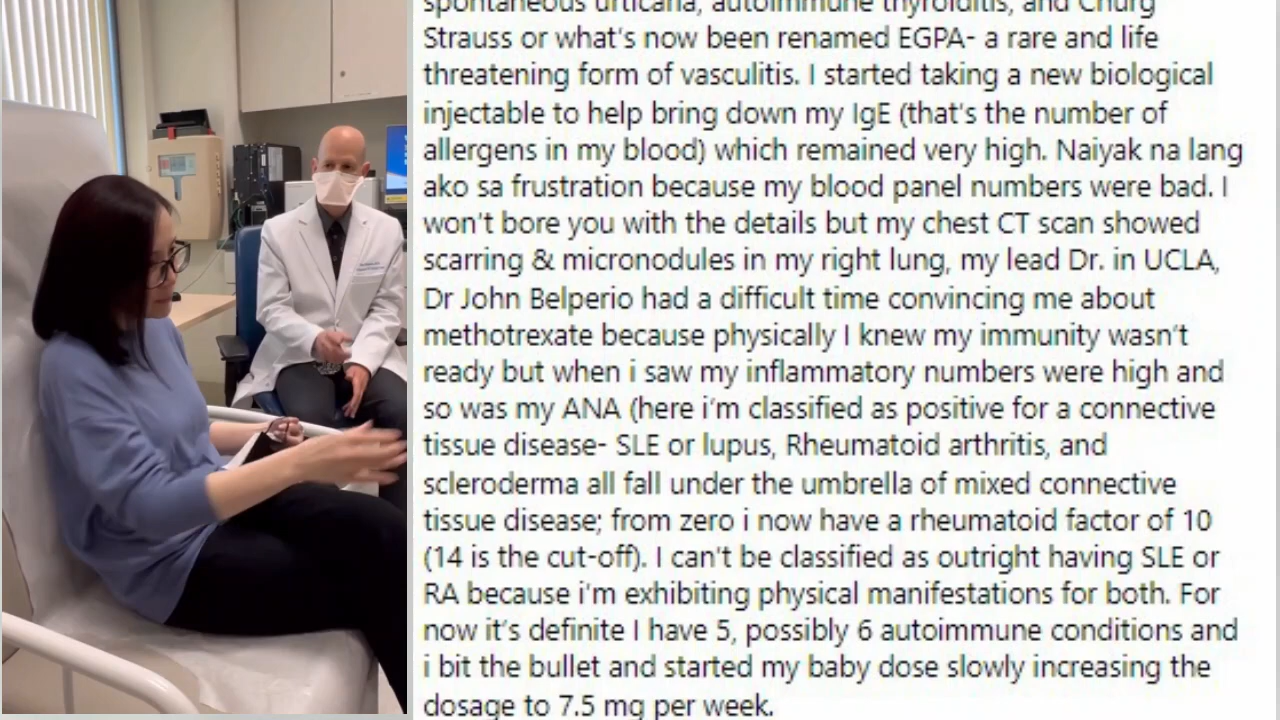 spontaneous urticaria, autoimmune thyroiditis, and Churg
Strauss or what's now been renamed EGPA- a rare and life
threatening form of vasculitis. I started taking a new biological
injectable to help bring down my IgE (that's the number of
allergens in my blood) which remained very high. Naiyak na lang
ako sa frustration because my blood panel numbers were bad. I
won't bore you with the details but my chest CT scan showed
scarring & micronodules in my right lung, my lead Dr. in UCLA,
Dr John Belperio had a difficult time convincing me about
methotrexate because physically I knew my immunity wasn't
ready but when i saw my inflammatory numbers were high and
so was my ANA (here i'm classified as positive for a connective
tissue disease- SLE or lupus, Rheumatoid arthritis, and
scleroderma all fall under the umbrella of mixed connective
tissue disease; from zero i now have a rheumatoid factor of 10
(14 is the cut-off). I can't be classified as outright having SLE or
RA because i'm exhibiting physical manifestations for both. For
now it's definite I have 5, possibly 6 autoimmune conditions and
i bit the bullet and started my baby dose slowly increasing the
dosage to 7.5 mg per week.